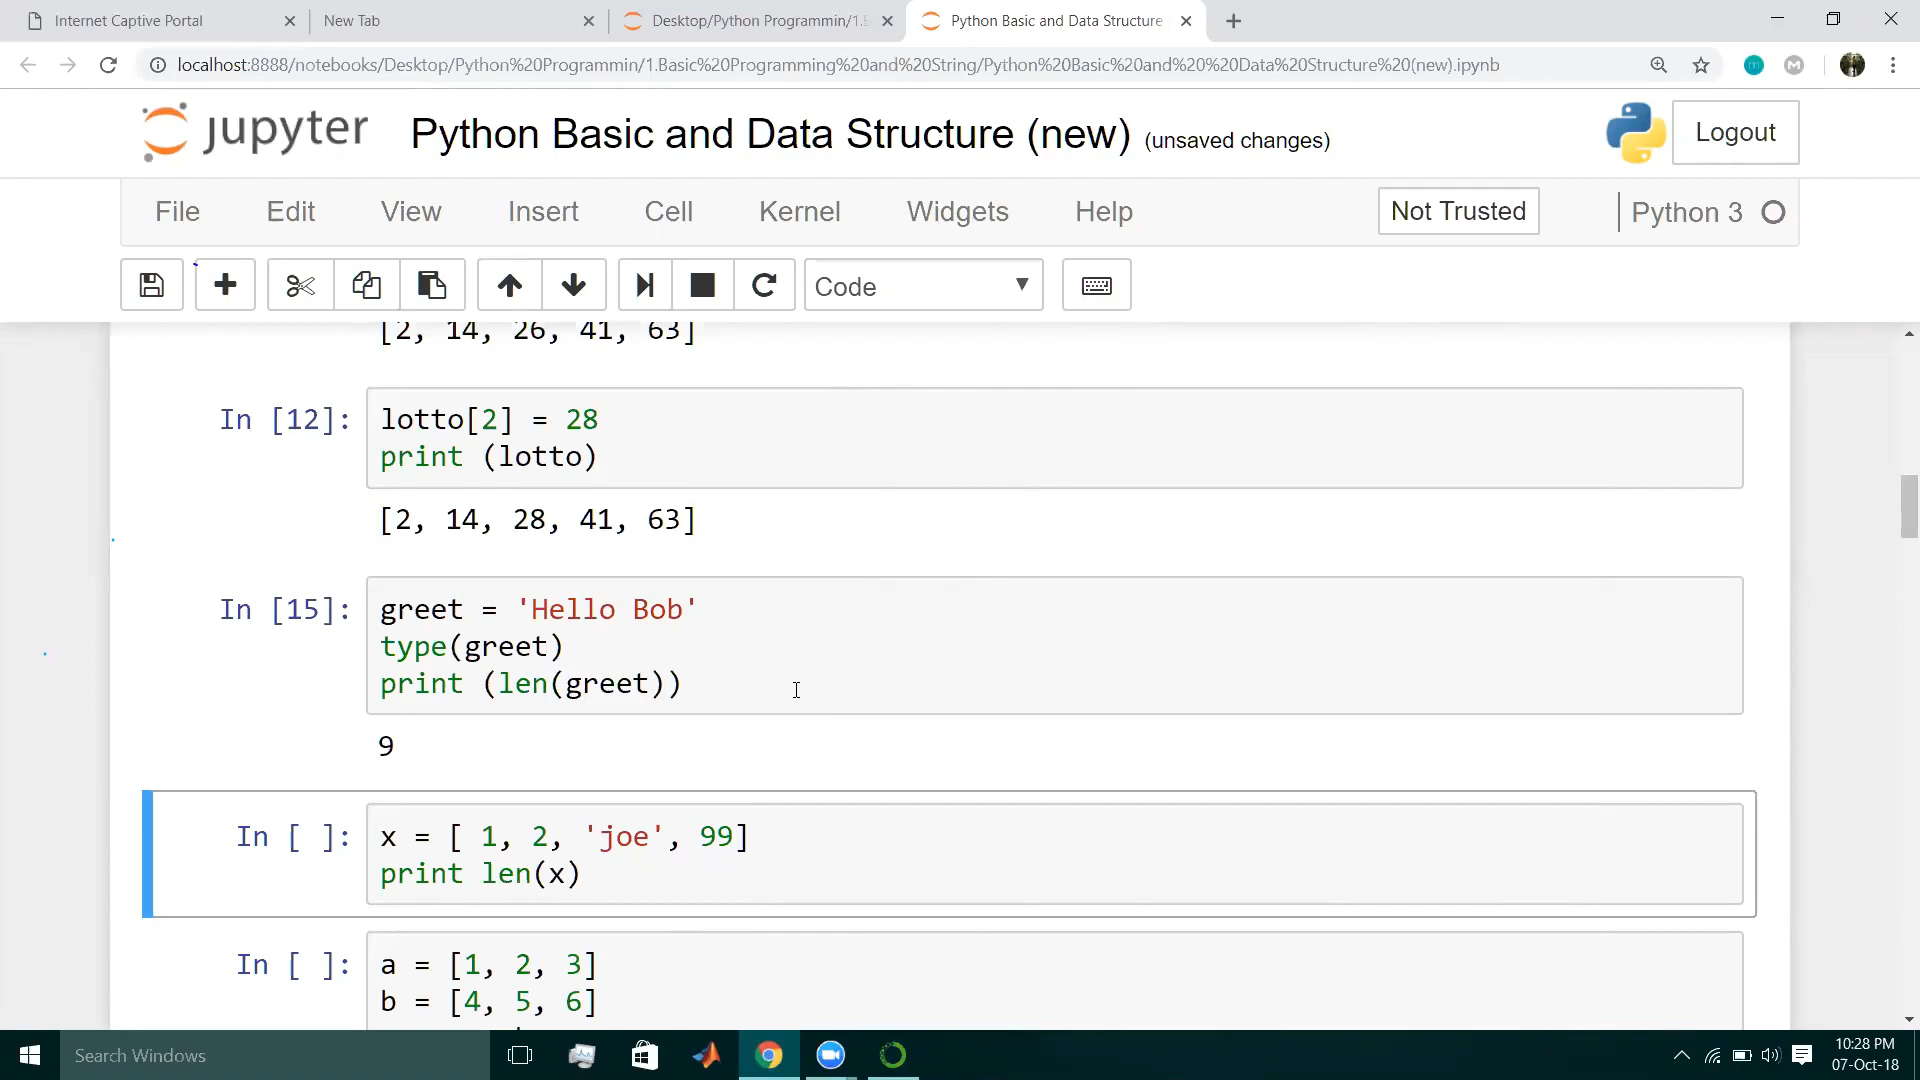 Internet Captive Portal
New Tab
Desktop/Python Programmin/1.
Python Basic and Data Structure
localhost:8888/notebooks/Desktop/Python%20Programmin/1.Basic%20Programming%20and%20String/Python%20Basic%20and%20%20Data%20Structure%20(new).ipynb
jupyter Python Basic and Data Structure (new) (unsaved changes)
Logout
File Edit View Insert Cell Kernel Widgets Help Not Trusted Python 3
Code
[2, 14, 26, 41, 63]
In [12]: lotto[2] = 28
print (lotto)
[2, 14, 28, 41, 63]
In [15]: greet = 'Hello Bob'
type(greet)
print (len(greet))
9
In [ ]: x = [ 1, 2, 'joe', 99]
print len(x)
In [ ]: a = [1, 2, 3]
b = [4, 5, 6]
Search Windows
10:28 PM
07-Oct-18